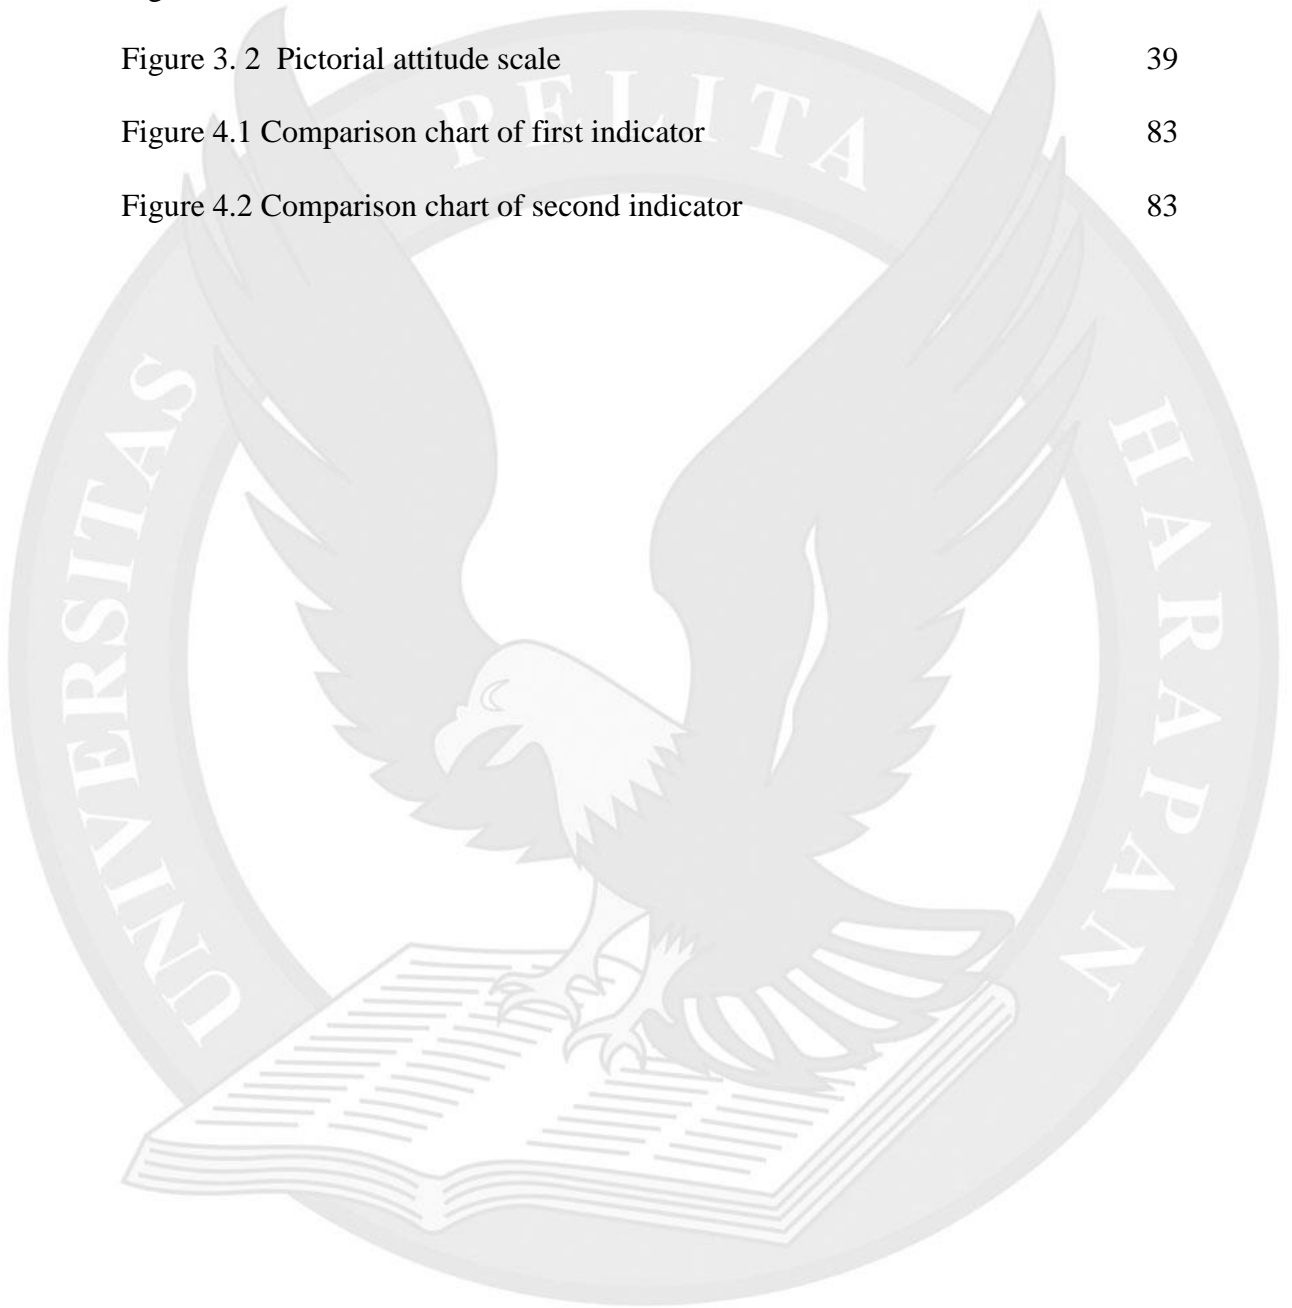 Figure 3. 2  Pictorial attitude scale 39
Figure 4.1 Comparison chart of first indicator 83
Figure 4.2 Comparison chart of second indicator 83
UNIVERSITAS PELITA HARAPAN